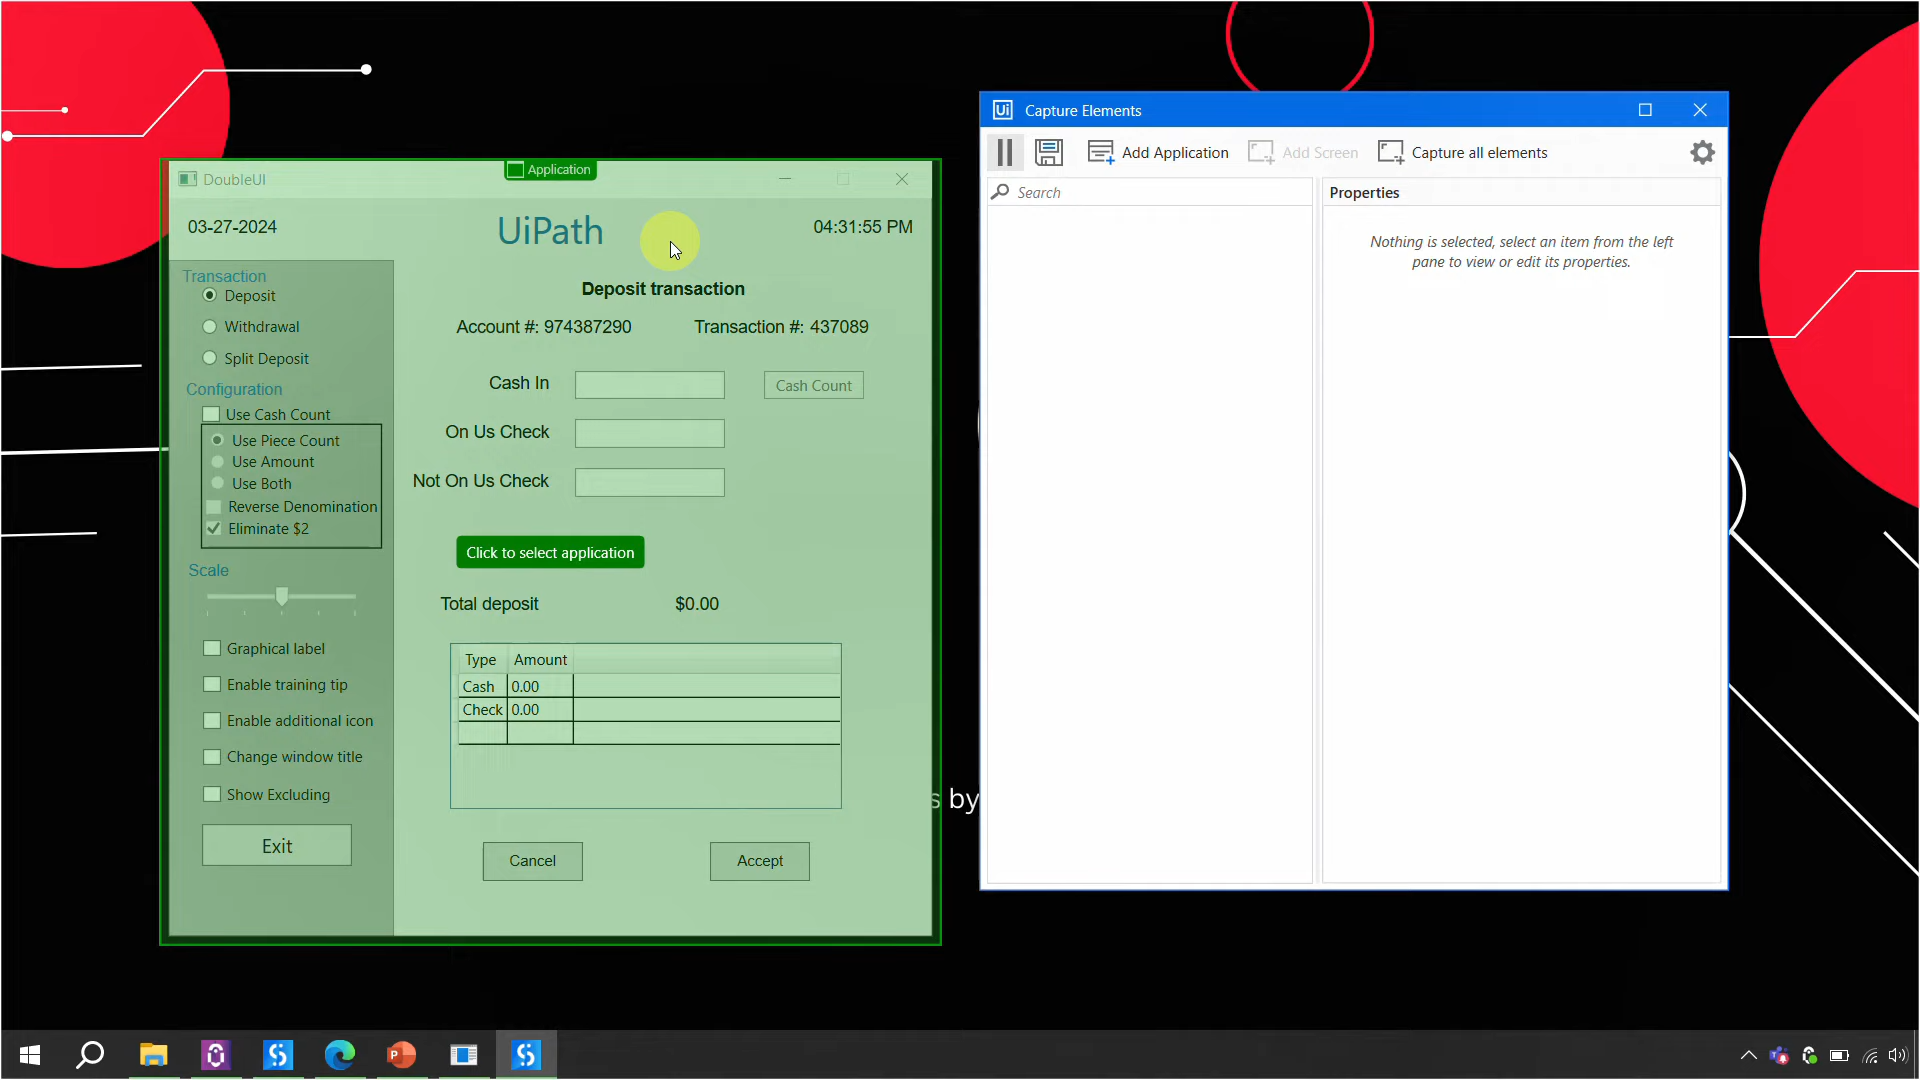 Application
DoubleUI
03-27-2024
UiPath
04:31:55 PM
Transaction
Deposit
Withdrawal
Split Deposit
Configuration
Use Cash Count
Use Piece Count
Use Amount
Use Both
Reverse Denomination
Eliminate $2
Scale
Graphical label
Enable training tip
Enable additional icon
Change window title
Show Excluding
Exit
Deposit transaction
Account #: 974387290 Transaction #: 437089
Cash In
Cash Count
On Us Check
Not On Us Check
Click to select application
Total deposit $0.00
Type Amount
Cash 0.00
Check 0.00
Cancel
Accept
s by
Ui Capture Elements
Add Application
Add Screen
Capture all elements
Search
Properties
Nothing is selected, select an item from the left
pane to view or edit its properties.